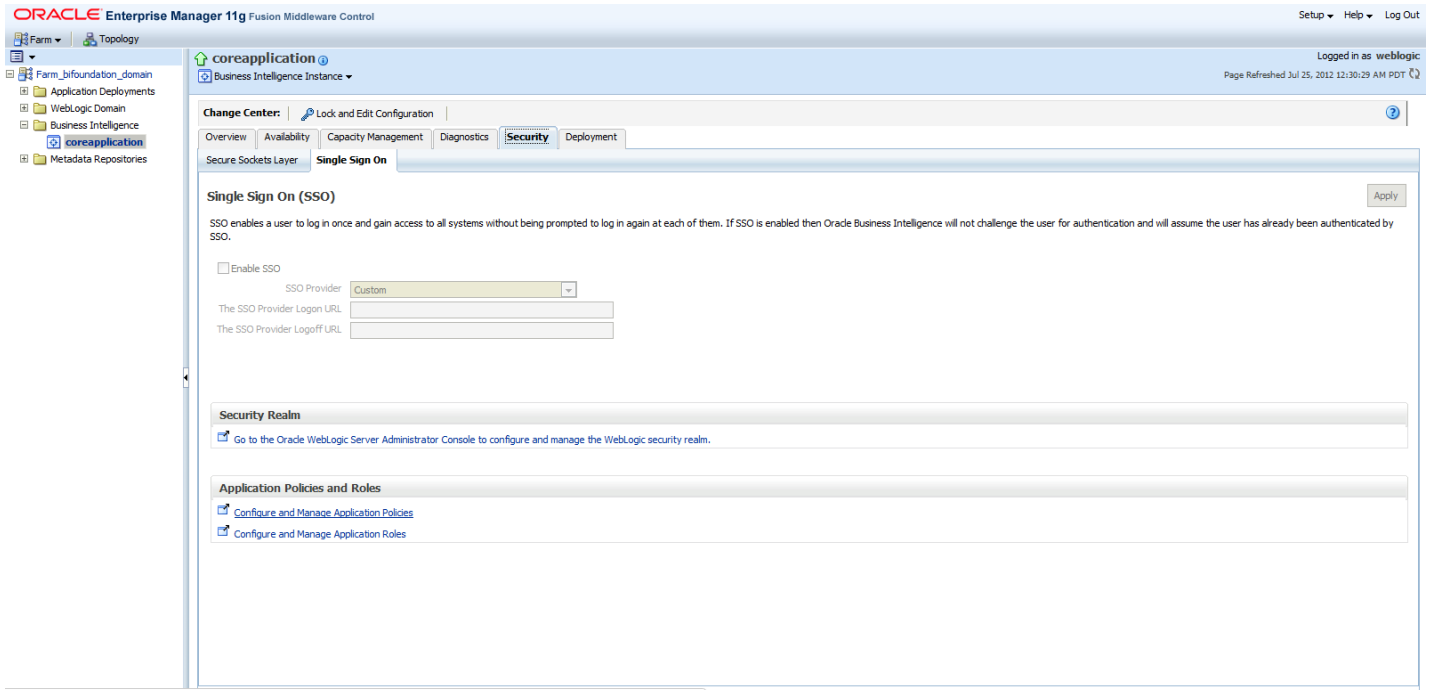 ORACLE Enterprise Manager 11g Fusion Middleware Control
Setup Help Log Out
Farm Topology
Farm_bifoundation_domain
Application Deployments
WebLogic Domain
Business Intelligence
coreapplication
Metadata Repositories
coreapplication
Logged in as weblogic
Business Intelligence Instance
Page Refreshed Jul 25, 2012 12:30:29 AM PDT
Change Center: Lock and Edit Configuration
Overview Availability Capacity Management Diagnostics Security Deployment
Secure Sockets Layer Single Sign On
Single Sign On (SSO)
Apply
SSO enables a user to log in once and gain access to all systems without being prompted to log in again at each of them. If SSO is enabled then Oracle Business Intelligence will not challenge the user for authentication and will assume the user has already been authenticated by
SSO.
Enable SSO
SSO Provider Custom
The SSO Provider Logon URL
The SSO Provider Logoff URL
Security Realm
Go to the Oracle WebLogic Server Administrator Console to configure and manage the WebLogic security realm.
Application Policies and Roles
Configure and Manage Application Policies
Configure and Manage Application Roles